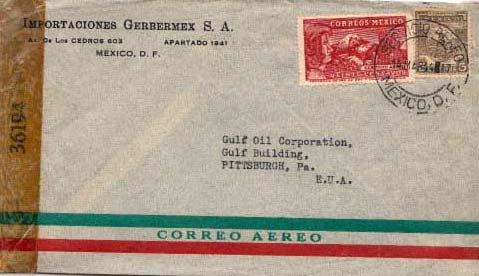 IMPORTACIONES GERBERMEX S. A.
AV. DE LOS CEDROS 603 APARTADO 1941
MEXICO, D. F.
CORREOS MEXICO
MEXICO, D. F.
36194
Gulf Oil Corporation,
Gulf Building,
PITTSBURGH, Pa.
E.U.A.
CORREO AEREO